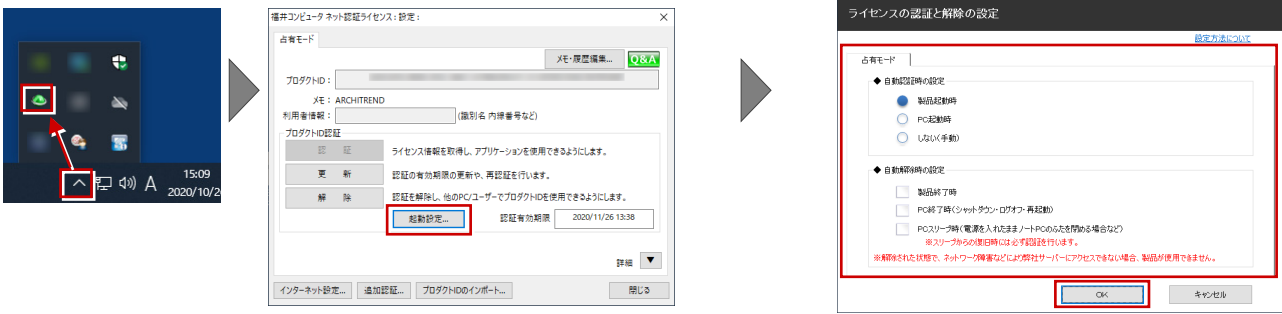 15:09
A
2020/10/2
福井コンピュータ ネット認証ライセンス : 設定 :
占有モード
メモ・履歴編集... Q&A
プロダクトID :
メモ : ARCHITREND
利用者情報 : (識別名 内線番号など)
プロダクトID認証
認 証 ライセンス情報を取得し、アプリケーションを使用できるようにします。
更 新 認証の有効期限の更新や、再認証を行います。
解 除 認証を解除し、他のPC/ユーザーでプロダクトIDを使用できるようにします。
起動設定... 認証有効期限 2020/11/26 13:38
詳細 ▼
インターネット設定... 追加認証... プロダクトIDのインポート... 閉じる
ライセンスの認証と解除の設定
設定方法について
占有モード
◆ 自動認証時の設定
製品起動時
PC起動時
しない(手動)
◆ 自動解除時の設定
製品終了時
PC終了時(シャットダウン・ログオフ・再起動)
PCスリープ時(電源を入れたままノートPCのふたを閉める場合など)
※スリープからの復旧時には必ず認証を行います。
※解除された状態で、ネットワーク障害などにより弊社サーバーにアクセスできない場合、製品が使用できません。
OK キャンセル